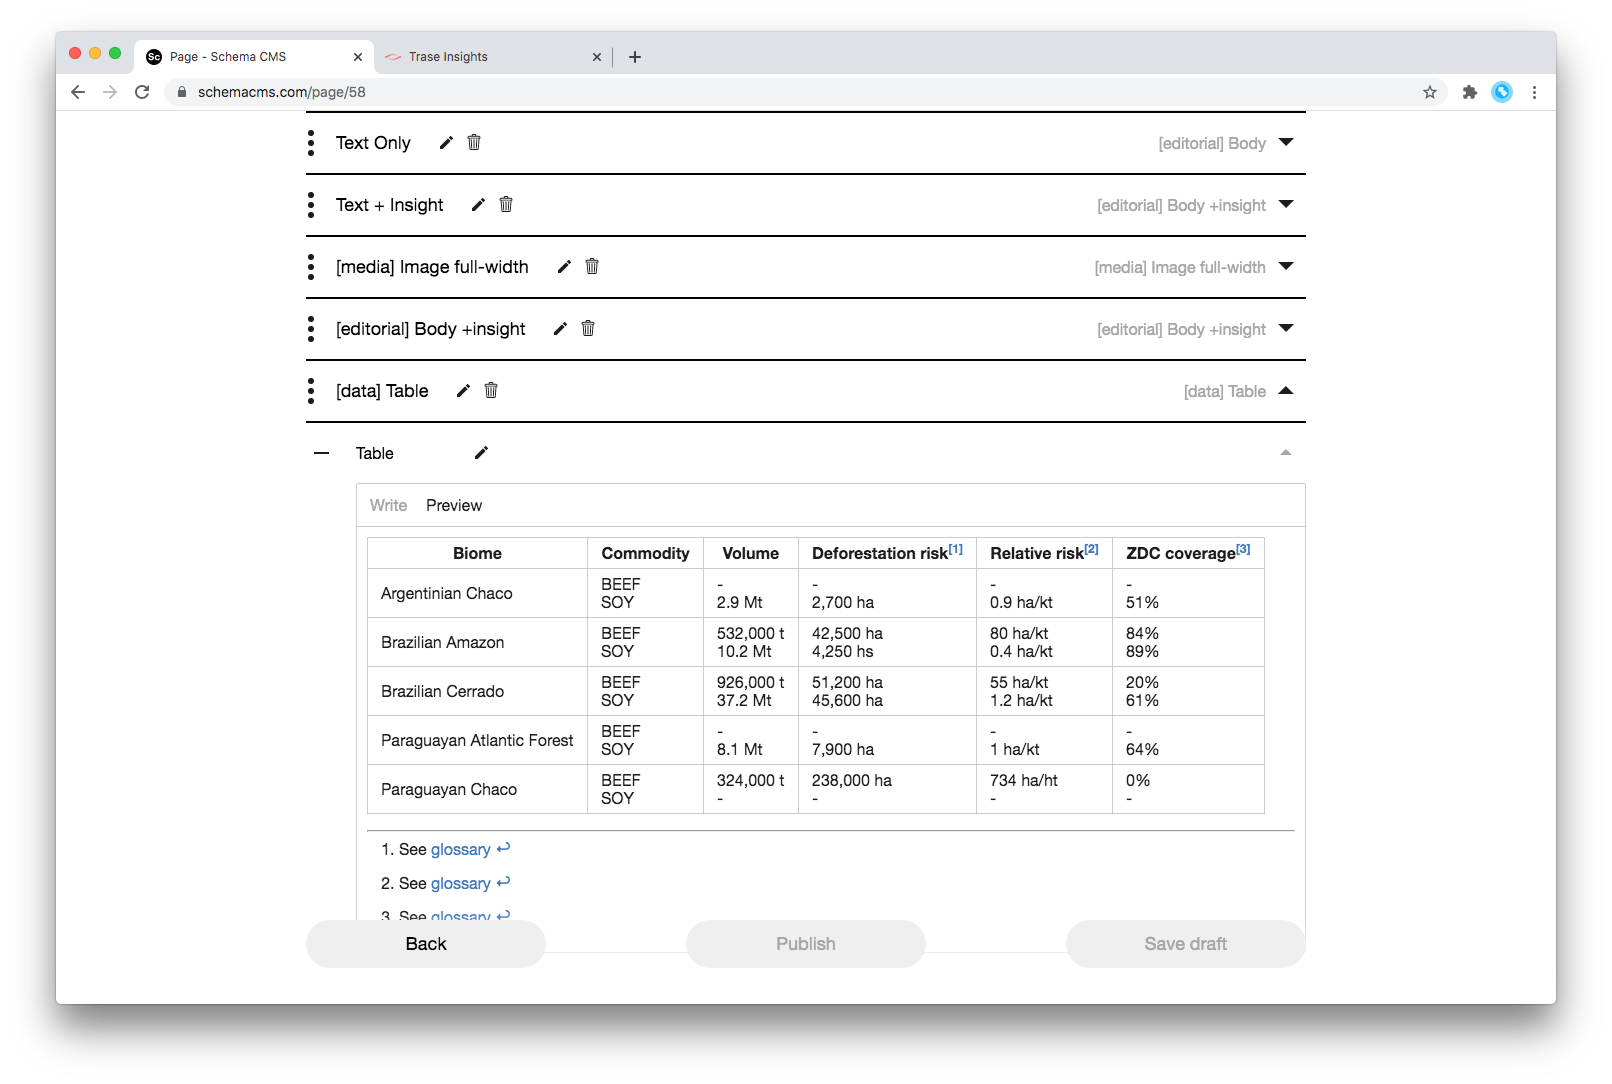 Sc Page - Schema CMS
Trase Insights
schemacms.com/page/58
Text Only
[editorial] Body
Text + Insight
[editorial] Body +insight
[media] Image full-width
[media] Image full-width
[editorial] Body +insight
[editorial] Body +insight
[data] Table
[data] Table
Table
Write Preview
Biome Commodity Volume Deforestation risk[1] Relative risk[2] ZDC coverage[3]
Argentinian Chaco
BEEF - - - -
SOY 2.9 Mt 2,700 ha 0.9 ha/kt 51%
Brazilian Amazon
BEEF 532,000 t 42,500 ha 80 ha/kt 84%
SOY 10.2 Mt 4,250 hs 0.4 ha/kt 89%
Brazilian Cerrado
BEEF 926,000 t 51,200 ha 55 ha/kt 20%
SOY 37.2 Mt 45,600 ha 1.2 ha/kt 61%
Paraguayan Atlantic Forest
BEEF - - - -
SOY 8.1 Mt 7,900 ha 1 ha/kt 64%
Paraguayan Chaco
BEEF 324,000 t 238,000 ha 734 ha/ht 0%
SOY - - - -
1. See glossary ↩
2. See glossary ↩
3. See glossary ↩
Back
Publish
Save draft